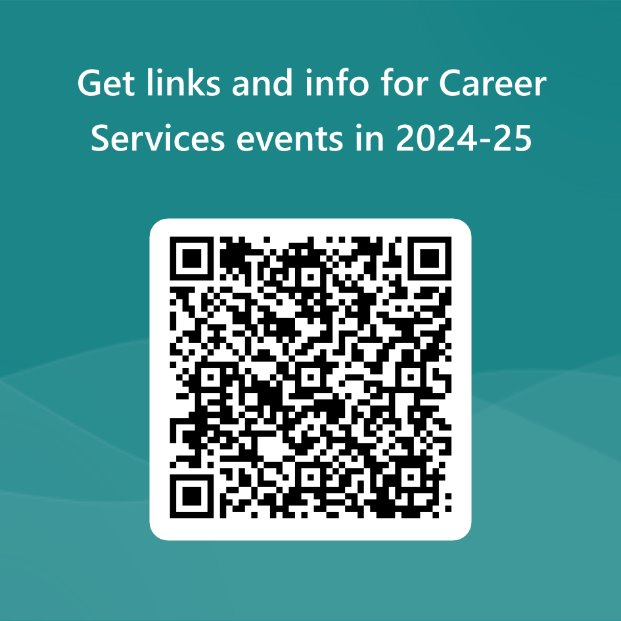 Get links and info for Career
Services events in 2024-25